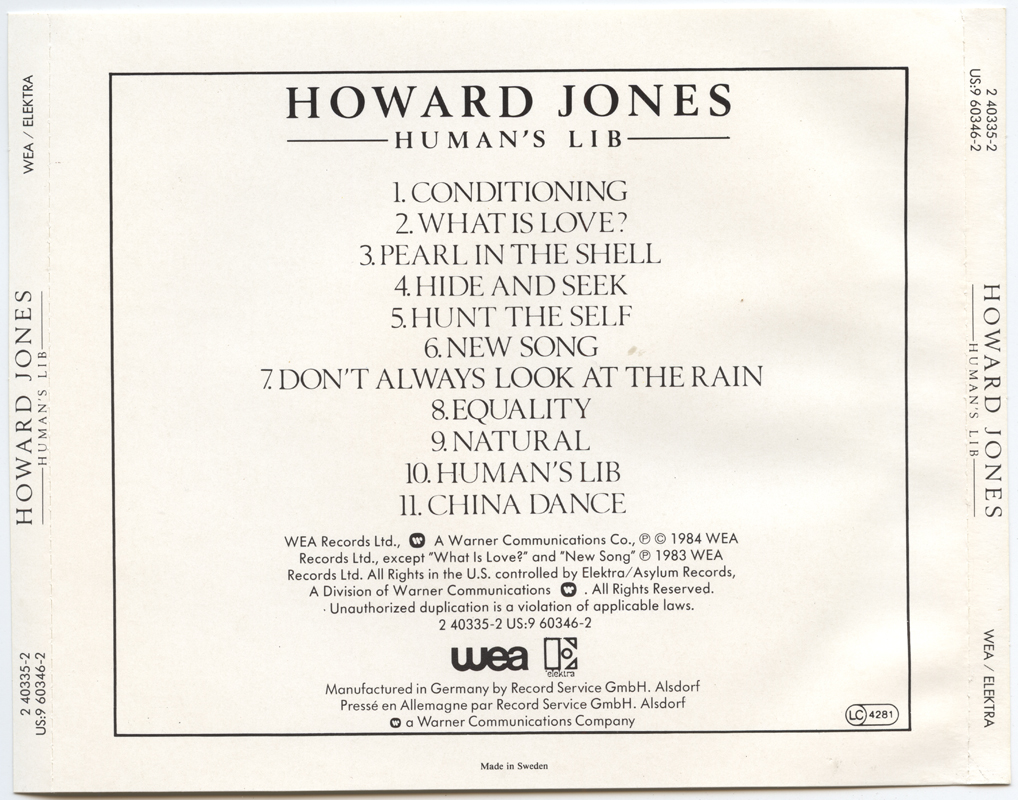 WEA / ELEKTRA
HOWARD JONES
HUMAN'S LIB
2 40335-2
US:9 60346-2
HOWARD JONES
HUMAN'S LIB
1. CONDITIONING
2. WHAT IS LOVE?
3. PEARL IN THE SHELL
4. HIDE AND SEEK
5. HUNT THE SELF
6. NEW SONG
7. DON'T ALWAYS LOOK AT THE RAIN
8. EQUALITY
9. NATURAL
10. HUMAN'S LIB
11. CHINA DANCE
WEA Records Ltd., W A Warner Communications Co., ℗ © 1984 WEA
Records Ltd., except "What Is Love?" and "New Song" ℗ 1983 WEA
Records Ltd. All Rights in the U.S. controlled by Elektra/Asylum Records,
A Division of Warner Communications W . All Rights Reserved.
· Unauthorized duplication is a violation of applicable laws.
2 40335-2 US:9 60346-2
wea elektra
Manufactured in Germany by Record Service GmbH. Alsdorf
Pressé en Allemagne par Record Service GmbH. Alsdorf
W a Warner Communications Company
LC 4281
Made in Sweden
2 40335-2
US:9 60346-2
HOWARD JONES
HUMAN'S LIB
WEA / ELEKTRA